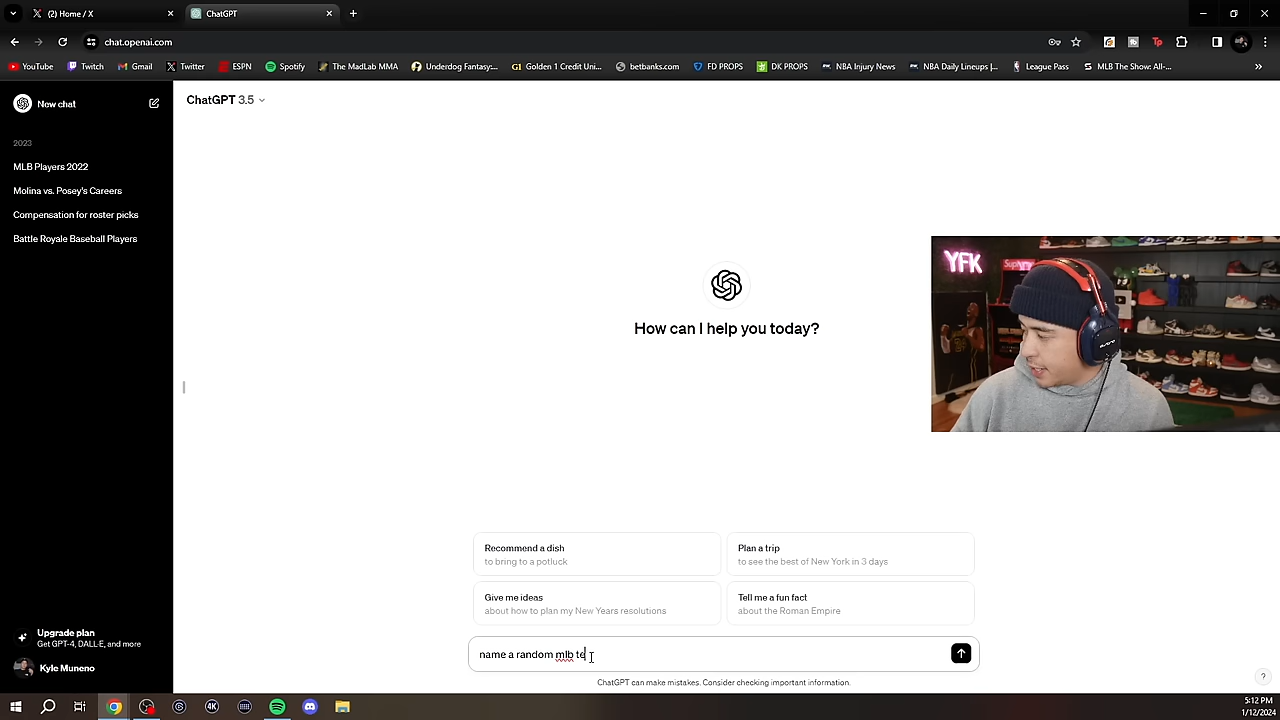 (2) Home / X
ChatGPT
chat.openai.com
YouTube
Twitch
Gmail
Twitter
ESPN
Spotify
The MadLab MMA
Underdog Fantasy:...
G1 Golden 1 Credit Uni...
betbanks.com
FD PROPS
DK PROPS
NBA Injury News
NBA Daily Lineups |...
League Pass
MLB The Show: All-...
New chat
ChatGPT 3.5
2023
MLB Players 2022
Molina vs. Posey's Careers
Compensation for roster picks
Battle Royale Baseball Players
YFK
How can I help you today?
Recommend a dish
to bring to a potluck
Plan a trip
to see the best of New York in 3 days
Give me ideas
about how to plan my New Years resolutions
Tell me a fun fact
about the Roman Empire
Upgrade plan
Get GPT-4, DALL·E, and more
Kyle Muneno
name a random mlb te
ChatGPT can make mistakes. Consider checking important information.
?
5:12 PM
1/12/2024